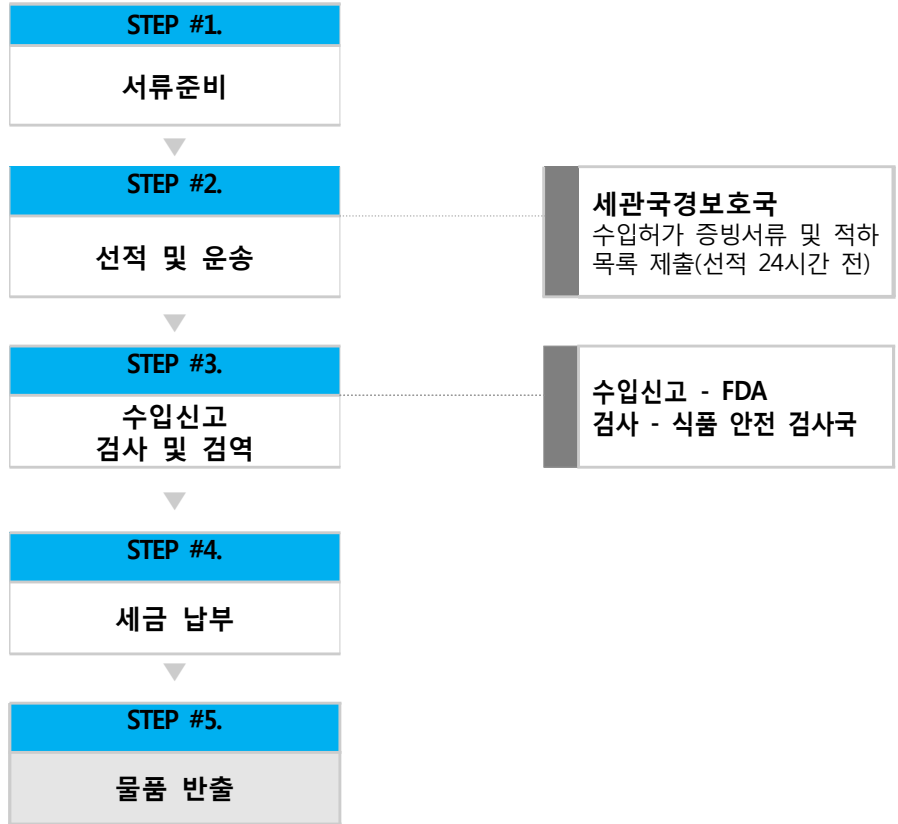 STEP #1.
서류준비
STEP #2.
선적 및 운송
세관국경보호국
수입허가 증빙서류 및 적하
목록 제출(선적 24시간 전)
STEP #3.
수입신고
검사 및 검역
수입신고 - FDA
검사 - 식품 안전 검사국
STEP #4.
세금 납부
STEP #5.
물품 반출